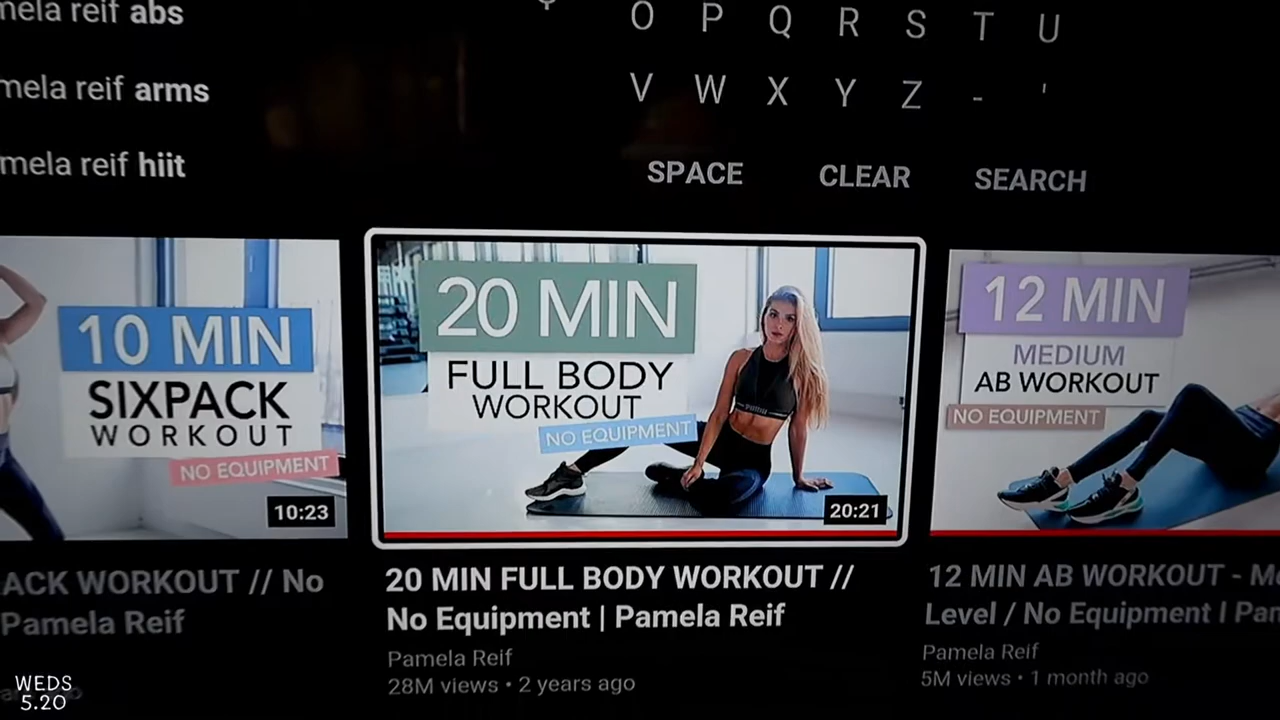 mela reif abs
O P Q R S T U
mela reif arms
V W X Y Z - '
mela reif hiit
SPACE CLEAR SEARCH
10 MIN
SIXPACK
WORKOUT
NO EQUIPMENT
10:23
20 MIN
FULL BODY
WORKOUT
NO EQUIPMENT
20:21
12 MIN
MEDIUM
AB WORKOUT
NO EQUIPMENT
ACK WORKOUT // No
Pamela Reif
20 MIN FULL BODY WORKOUT //
No Equipment | Pamela Reif
Pamela Reif
28M views • 2 years ago
12 MIN AB WORKOUT - M
Level / No Equipment I Pam
Pamela Reif
5M views • 1 month ago
WEDS
5.20